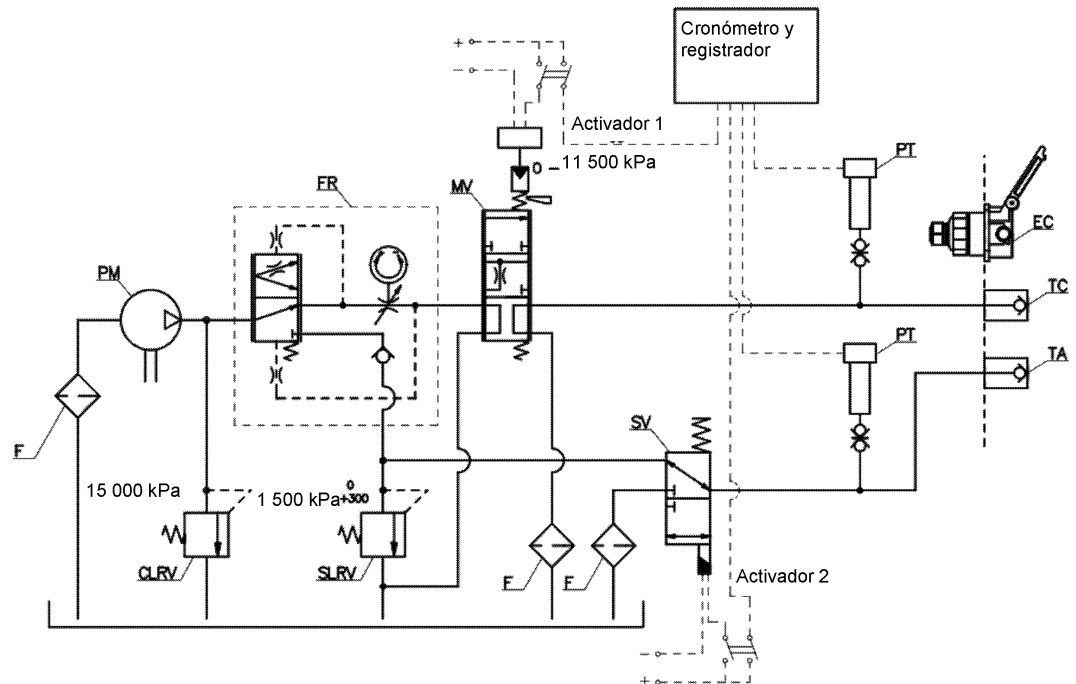 Cronómetro y
registrador
Activador 1
0 – 11 500 kPa
PT
MV
FR
EC
PM
TC
PT
TA
SV
F
15 000 kPa
1 500 kPa 0 +300
CLRV
SLRV
F
F
Activador 2
+
–
–
+